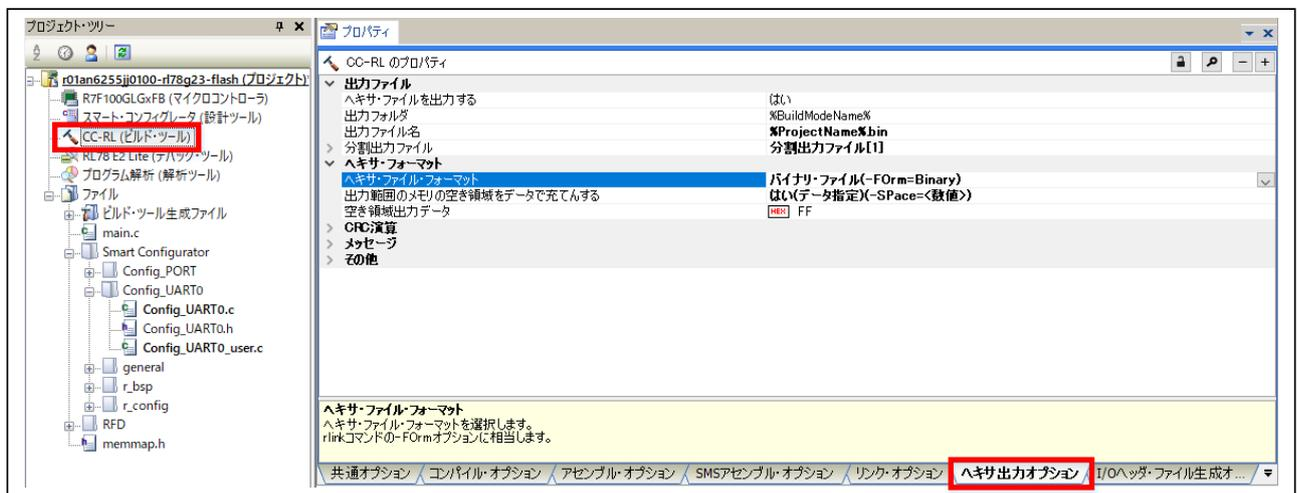 プロジェクト・ツリー
r01an6255jj0100-rl78g23-flash (プロジェクト)
R7F100GLGxFB (マイクロコントローラ)
スマート・コンフィグレータ (設計ツール)
CC-RL (ビルド・ツール)
RL78 E2 Lite (デバッグ・ツール)
プログラム解析 (解析ツール)
ファイル
ビルド・ツール生成ファイル
main.c
Smart Configurator
Config_PORT
Config_UART0
Config_UART0.c
Config_UART0.h
Config_UART0_user.c
general
r_bsp
r_config
RFD
memmap.h
プロパティ
CC-RL のプロパティ
出力ファイル
ヘキサ・ファイルを出力する はい
出力フォルダ %BuildModeName%
出力ファイル名 %ProjectName%.bin
分割出力ファイル 分割出力ファイル[1]
ヘキサ・フォーマット
ヘキサ・ファイル・フォーマット バイナリ・ファイル(-FOrm=Binary)
出力範囲のメモリの空き領域をデータで充てんする はい(データ指定)(-SPace=<数値>)
空き領域出力データ HEX FF
CRC演算
メッセージ
その他
ヘキサ・ファイル・フォーマット
ヘキサ・ファイル・フォーマットを選択します。
rlinkコマンドの-FOrmオプションに相当します。
共通オプション コンパイル・オプション アセンブル・オプション SMSアセンブル・オプション リンク・オプション ヘキサ出力オプション I/Oヘッダ・ファイル生成オ...